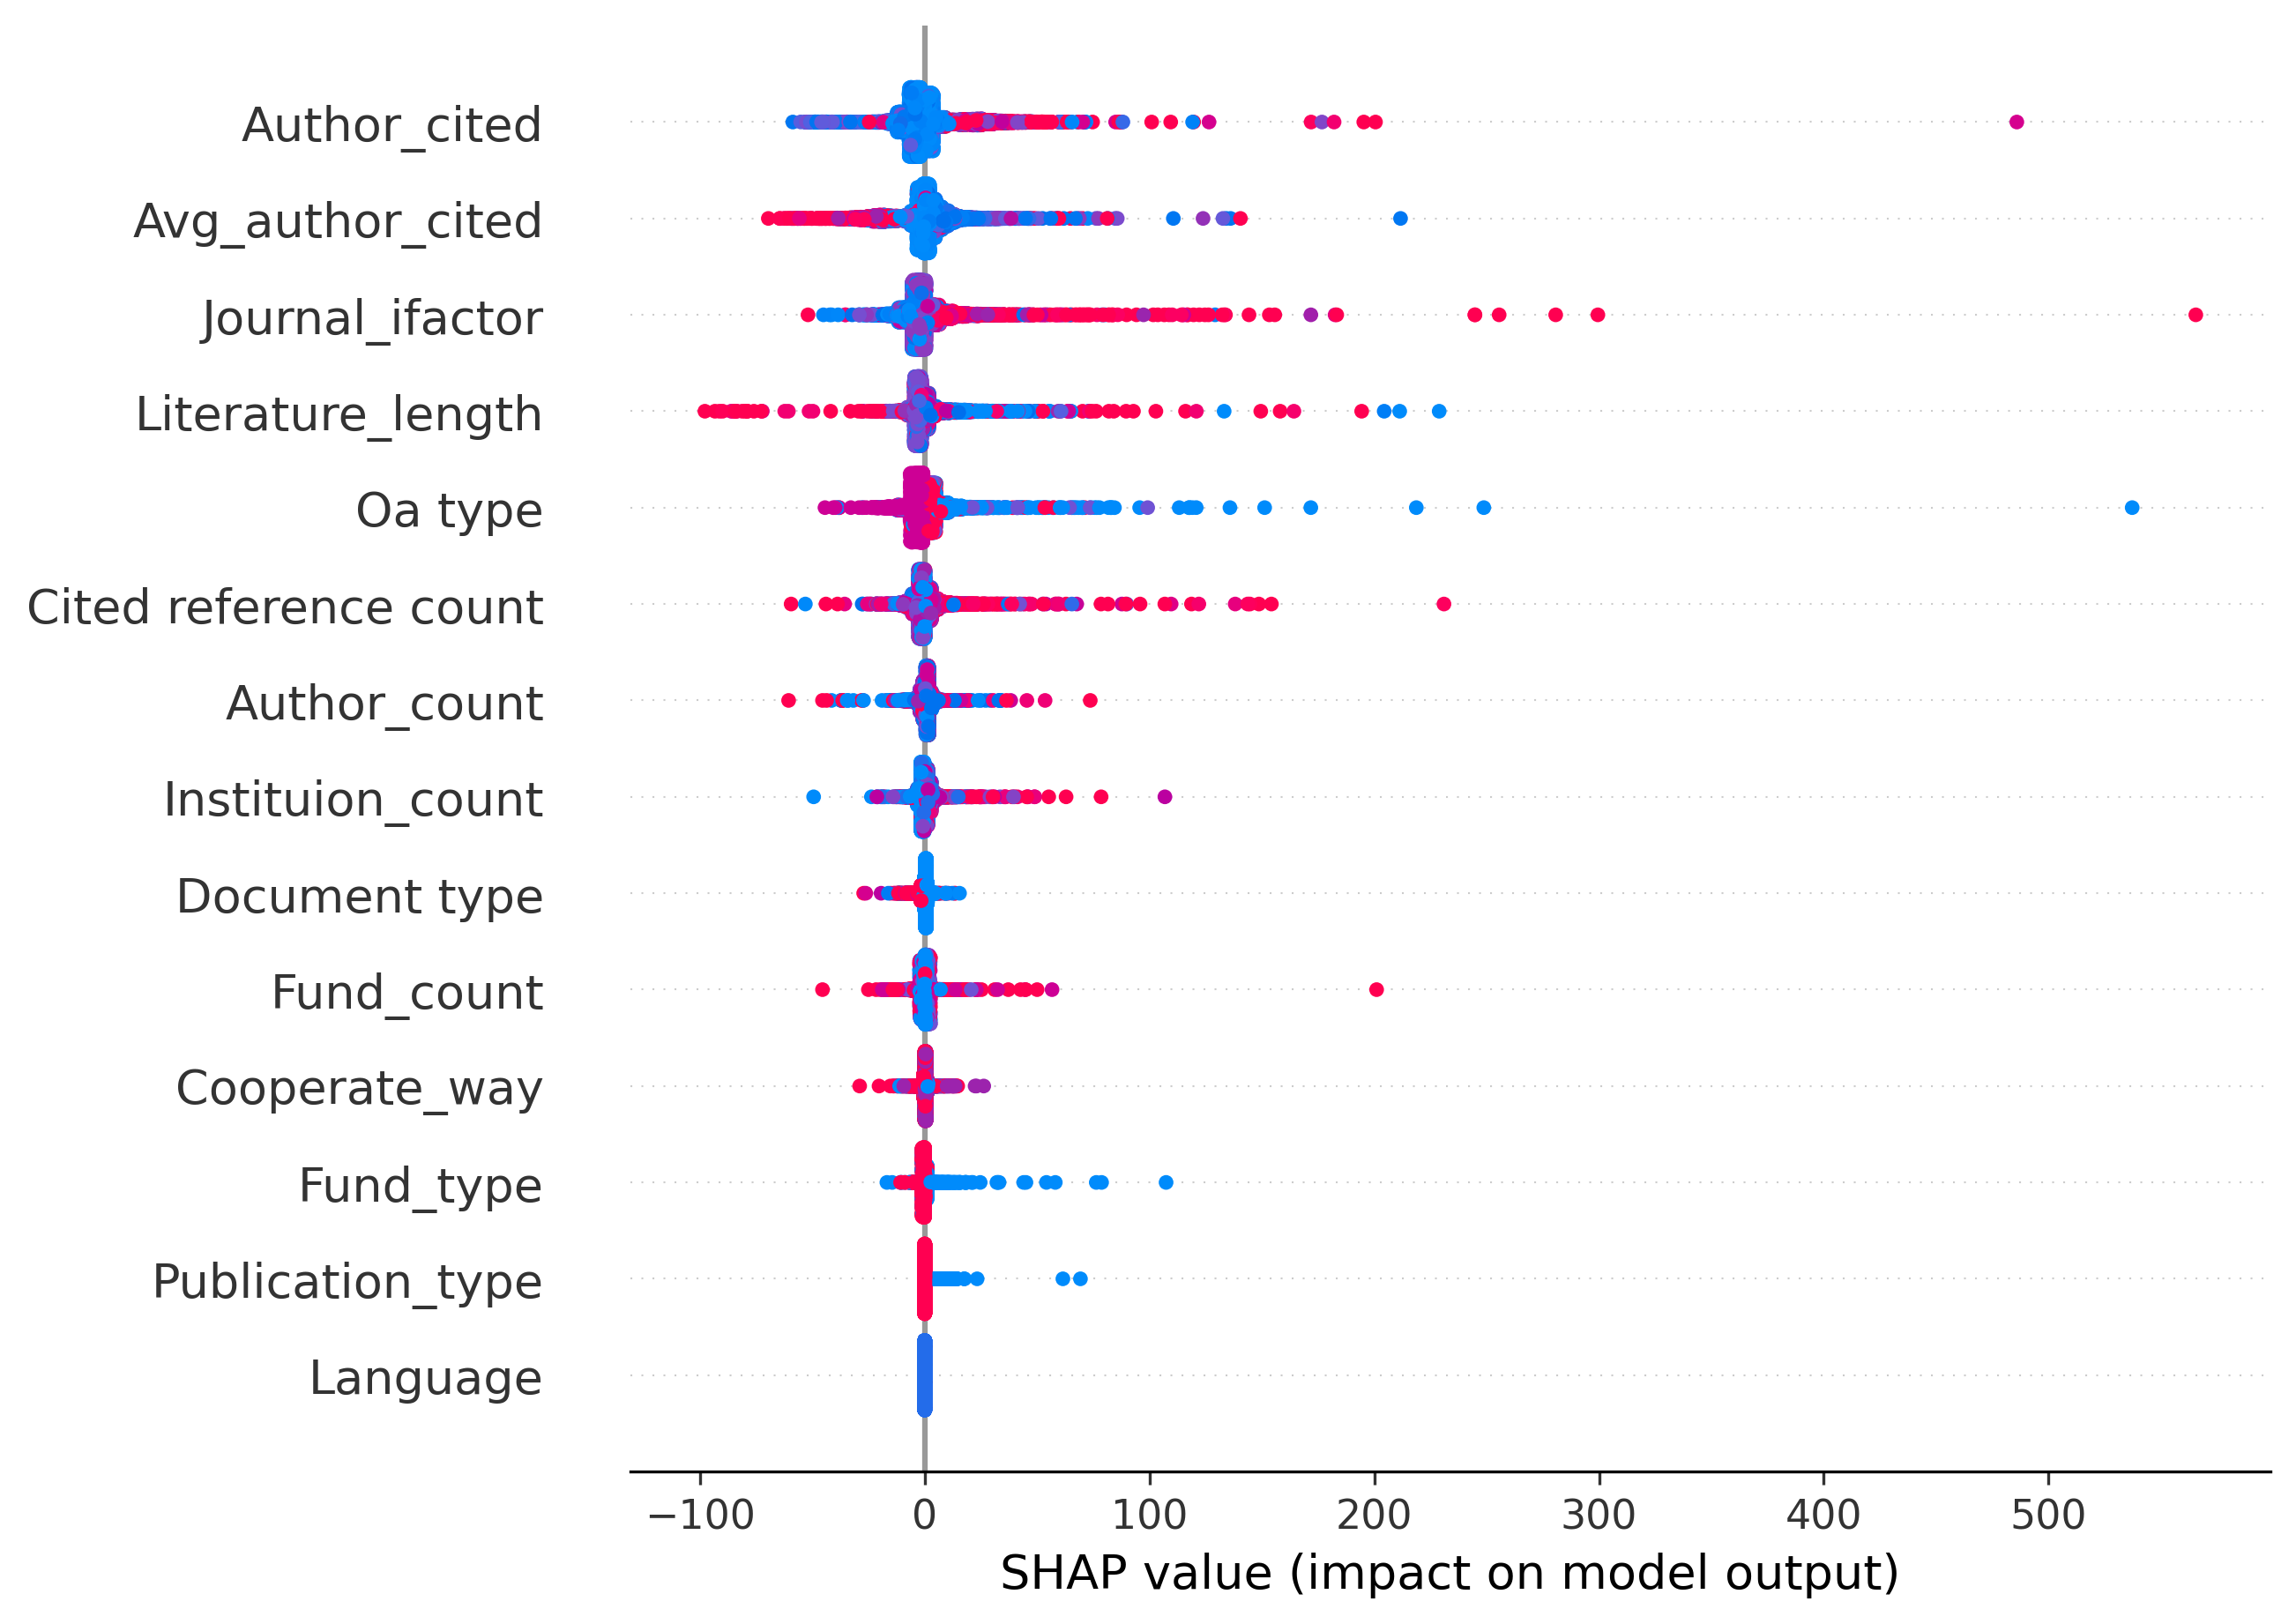 Author_cited
Avg_author_cited
Journal_ifactor
Literature_length
Oa type
Cited reference count
Author_count
Instituion_count
Document type
Fund_count
Cooperate_way
Fund_type
Publication_type
Language
−100 0 100 200 300 400 500
SHAP value (impact on model output)